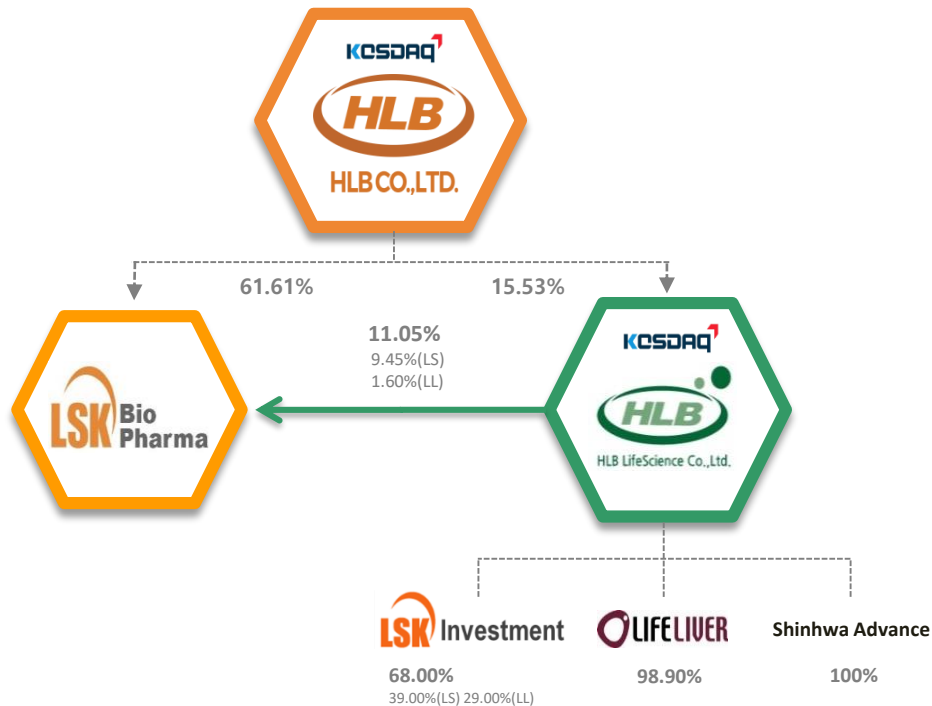 KOSDAQ
HLB
HLB CO.,LTD.
61.61%
15.53%
11.05%
9.45%(LS)
1.60%(LL)
KOSDAQ
HLB
HLB LifeScience Co.,Ltd.
LSK Bio
Pharma
LSK Investment
LIFELIVER
Shinhwa Advance
68.00%
98.90%
100%
39.00%(LS) 29.00%(LL)